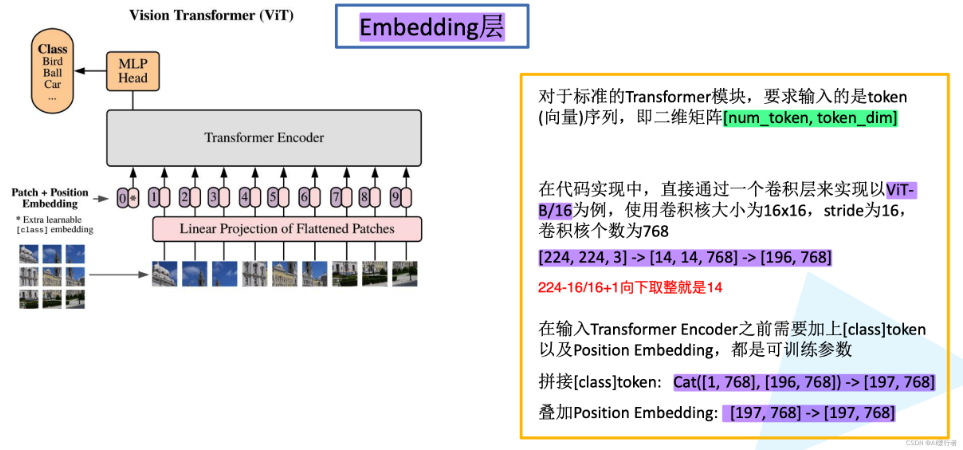 Vision Transformer (ViT)
Embedding层
Class
Bird
Ball
Car
...
MLP
Head
Transformer Encoder
Patch + Position
Embedding
* Extra learnable
[class] embedding
0 * 1 2 3 4 5 6 7 8 9
Linear Projection of Flattened Patches
对于标准的Transformer模块，要求输入的是token
(向量)序列，即二维矩阵[num_token, token_dim]
在代码实现中，直接通过一个卷积层来实现以ViT-
B/16为例，使用卷积核大小为16x16，stride为16，
卷积核个数为768
[224, 224, 3] -> [14, 14, 768] -> [196, 768]
224-16/16+1向下取整就是14
在输入Transformer Encoder之前需要加上[class]token
以及Position Embedding，都是可训练参数
拼接[class]token: Cat([1, 768], [196, 768]) -> [197, 768]
叠加Position Embedding: [197, 768] -> [197, 768]